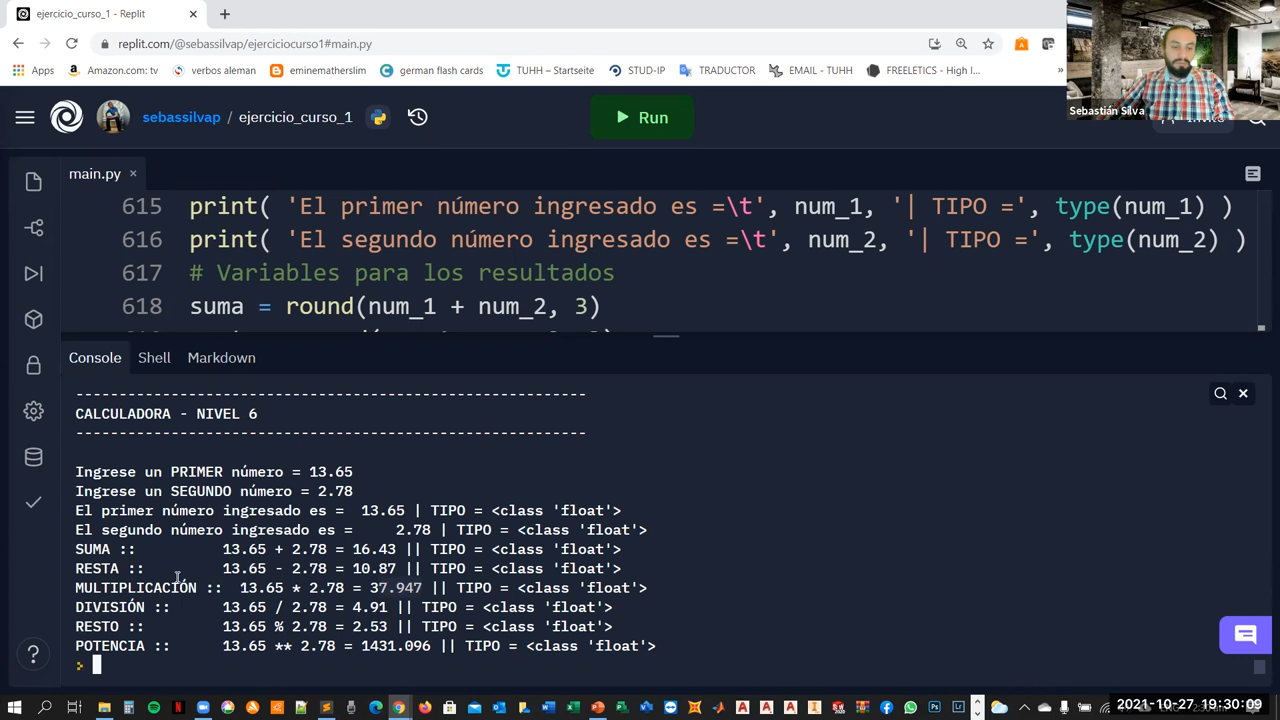 ejercicio_curso_1 - Replit
replit.com/@sebassilvap/ejerciciocurso1#main.py
Apps
Amazon.com: tv
verbos aleman
eminematherslim
german flash cards
TUHH – Startseite
STUD-IP
TRADUCTOR
EMAIL - TUHH
FREELETICS - High I...
»
Sebastián Silva
sebassilvap / ejercicio_curso_1
Run
main.py
615 print( 'El primer número ingresado es =\t', num_1, '| TIPO =', type(num_1) )
616 print( 'El segundo número ingresado es =\t', num_2, '| TIPO =', type(num_2) )
617 # Variables para los resultados
618 suma = round(num_1 + num_2, 3)
Console
Shell
Markdown
-----------------------------------------------------------
CALCULADORA - NIVEL 6
-----------------------------------------------------------
Ingrese un PRIMER número = 13.65
Ingrese un SEGUNDO número = 2.78
El primer número ingresado es = 13.65 | TIPO = <class 'float'>
El segundo número ingresado es = 2.78 | TIPO = <class 'float'>
SUMA :: 13.65 + 2.78 = 16.43 || TIPO = <class 'float'>
RESTA :: 13.65 - 2.78 = 10.87 || TIPO = <class 'float'>
MULTIPLICACIÓN :: 13.65 * 2.78 = 37.947 || TIPO = <class 'float'>
DIVISIÓN :: 13.65 / 2.78 = 4.91 || TIPO = <class 'float'>
RESTO :: 13.65 % 2.78 = 2.53 || TIPO = <class 'float'>
POTENCIA :: 13.65 ** 2.78 = 1431.096 || TIPO = <class 'float'>
>
2021-10-27 19:30:09